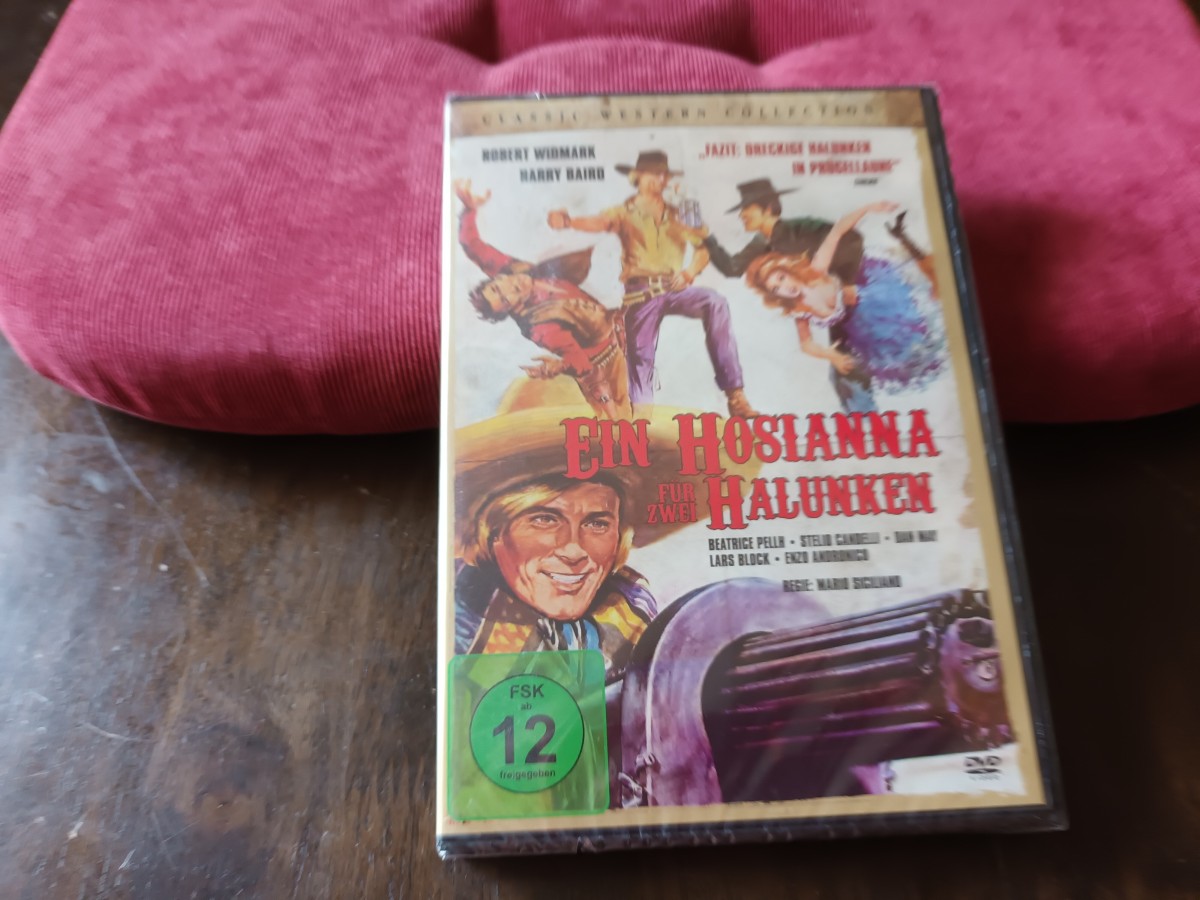 CLASSIC WESTERN COLLECTION
ROBERT WIDMARK
HARRY BAIRD
„FAZIT: DRECKIGE HALUNKEN
IN PRÜGELLAUNE"
EIN HOSIANNA
FÜR
ZWEI HALUNKEN
BEATRICE PELLA • STELIO CANDELLI • DAN MAY
LARS BLOCK • ENZO ANDRONICO
REGIE: MARIO SICILIANO
FSK
ab
12
freigegeben
DVD